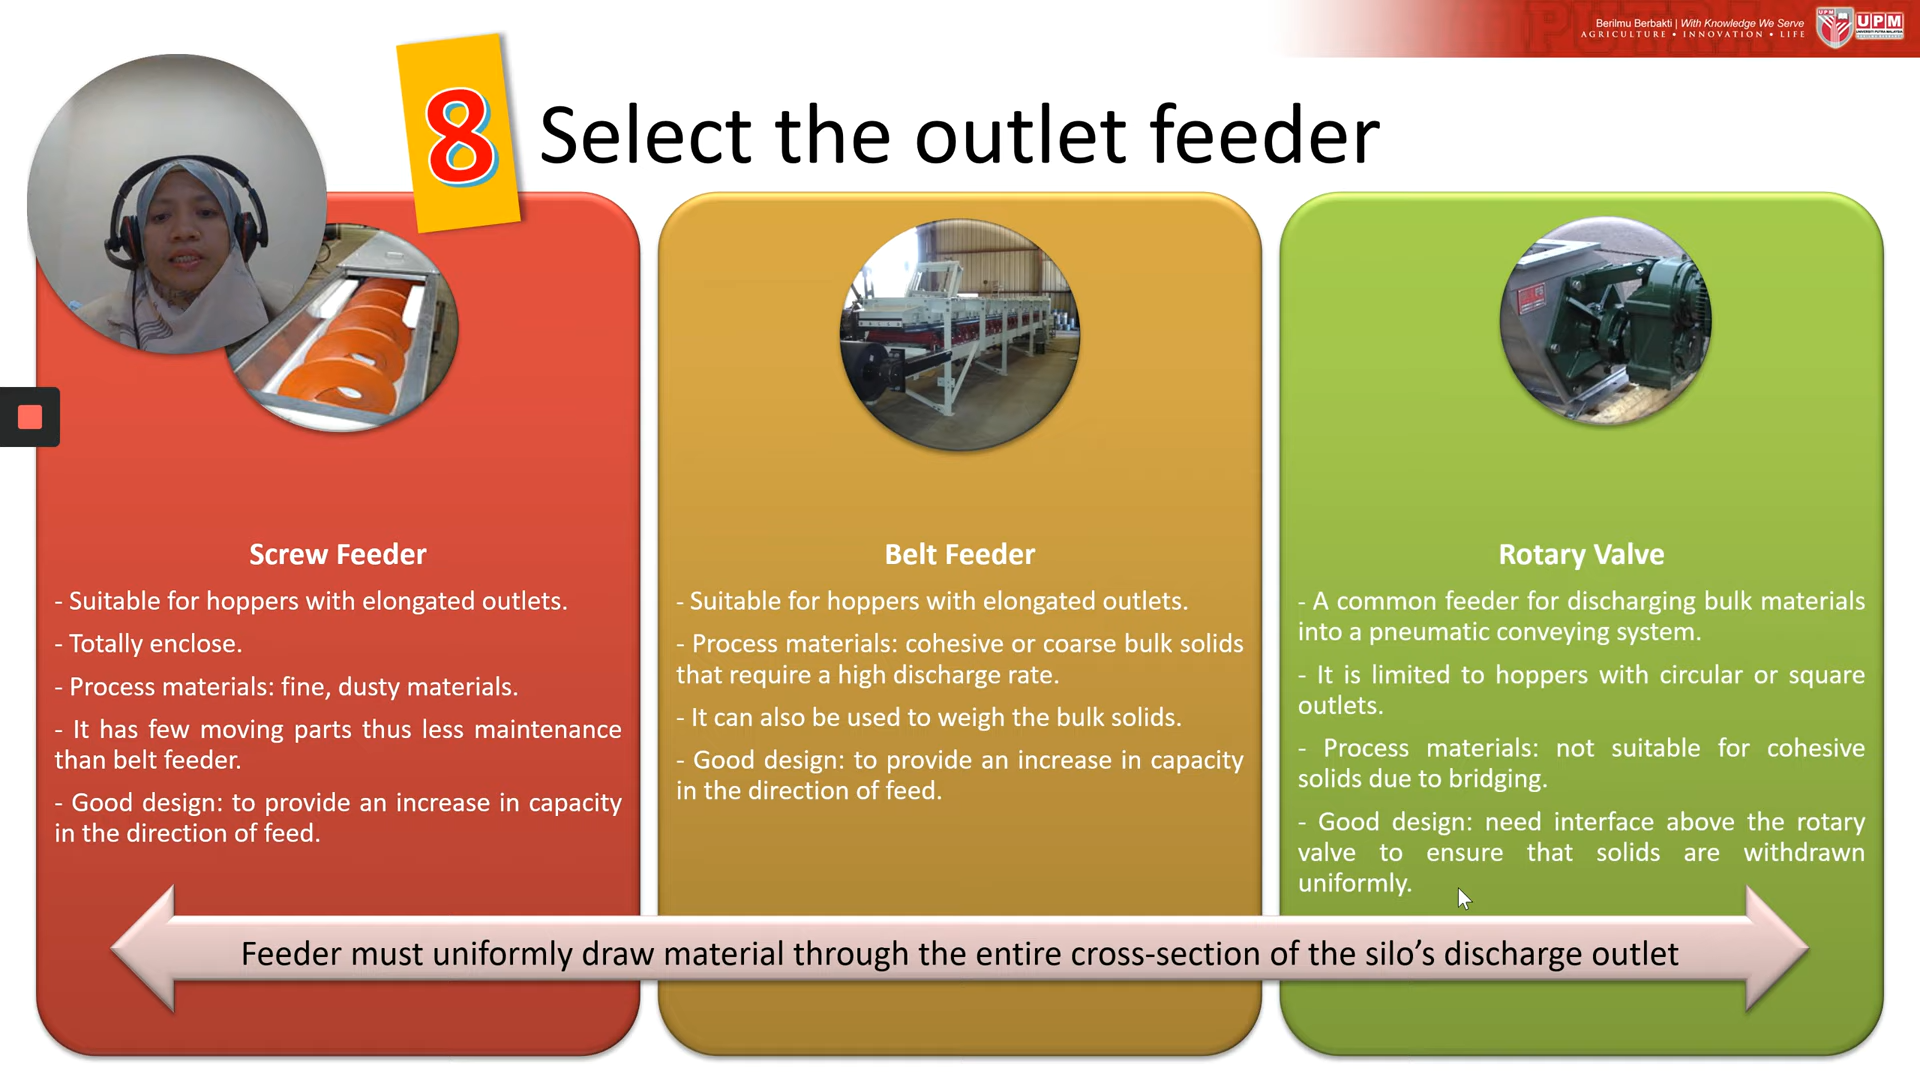 Berilmu Berbakti | With Knowledge We Serve
AGRICULTURE • INNOVATION • LIFE
UPM
8
Select the outlet feeder
Screw Feeder
- Suitable for hoppers with elongated outlets.
- Totally enclose.
- Process materials: fine, dusty materials.
- It has few moving parts thus less maintenance
than belt feeder.
- Good design: to provide an increase in capacity
in the direction of feed.
Belt Feeder
- Suitable for hoppers with elongated outlets.
- Process materials: cohesive or coarse bulk solids
that require a high discharge rate.
- It can also be used to weigh the bulk solids.
- Good design: to provide an increase in capacity
in the direction of feed.
Rotary Valve
- A common feeder for discharging bulk materials
into a pneumatic conveying system.
- It is limited to hoppers with circular or square
outlets.
- Process materials: not suitable for cohesive
solids due to bridging.
- Good design: need interface above the rotary
valve to ensure that solids are withdrawn
uniformly.
Feeder must uniformly draw material through the entire cross-section of the silo’s discharge outlet